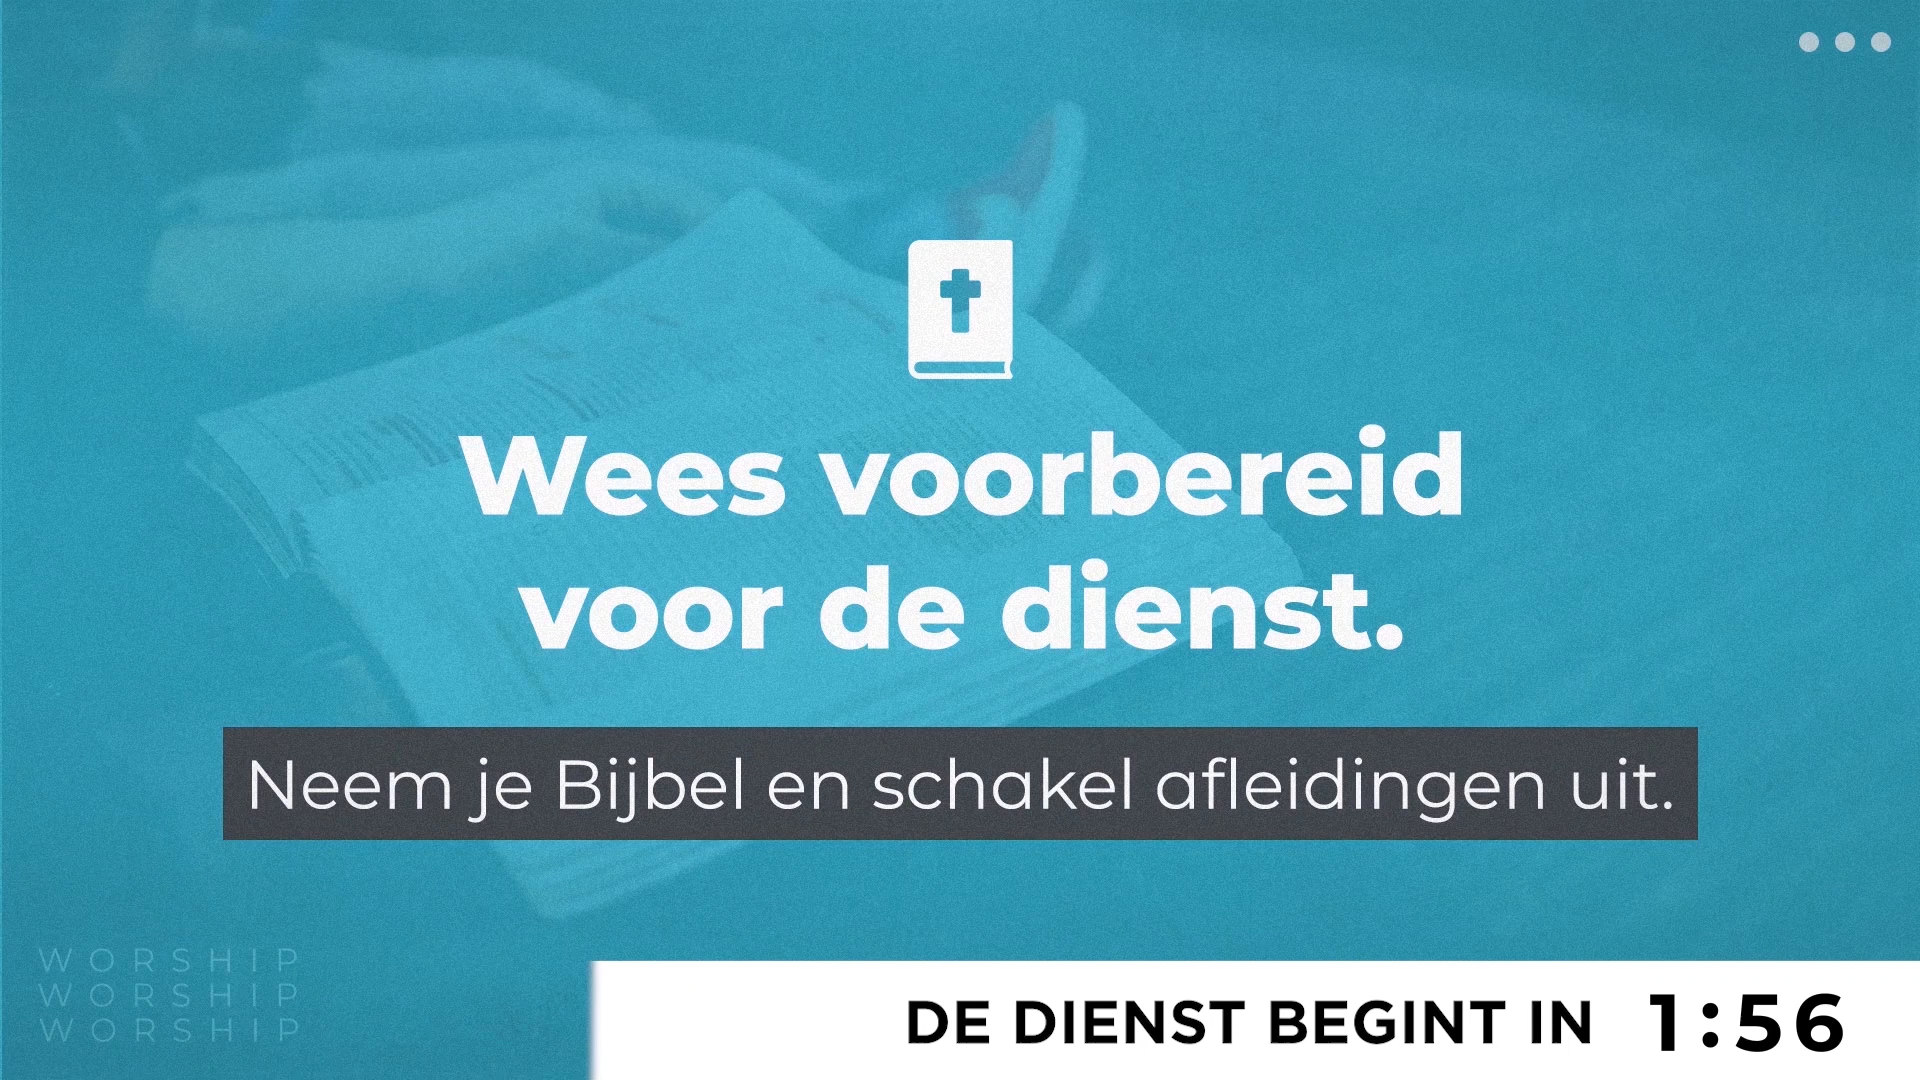 Wees voorbereid
voor de dienst.
Neem je Bijbel en schakel afleidingen uit.
WORSHIP
WORSHIP
WORSHIP
DE DIENST BEGINT IN 1:56